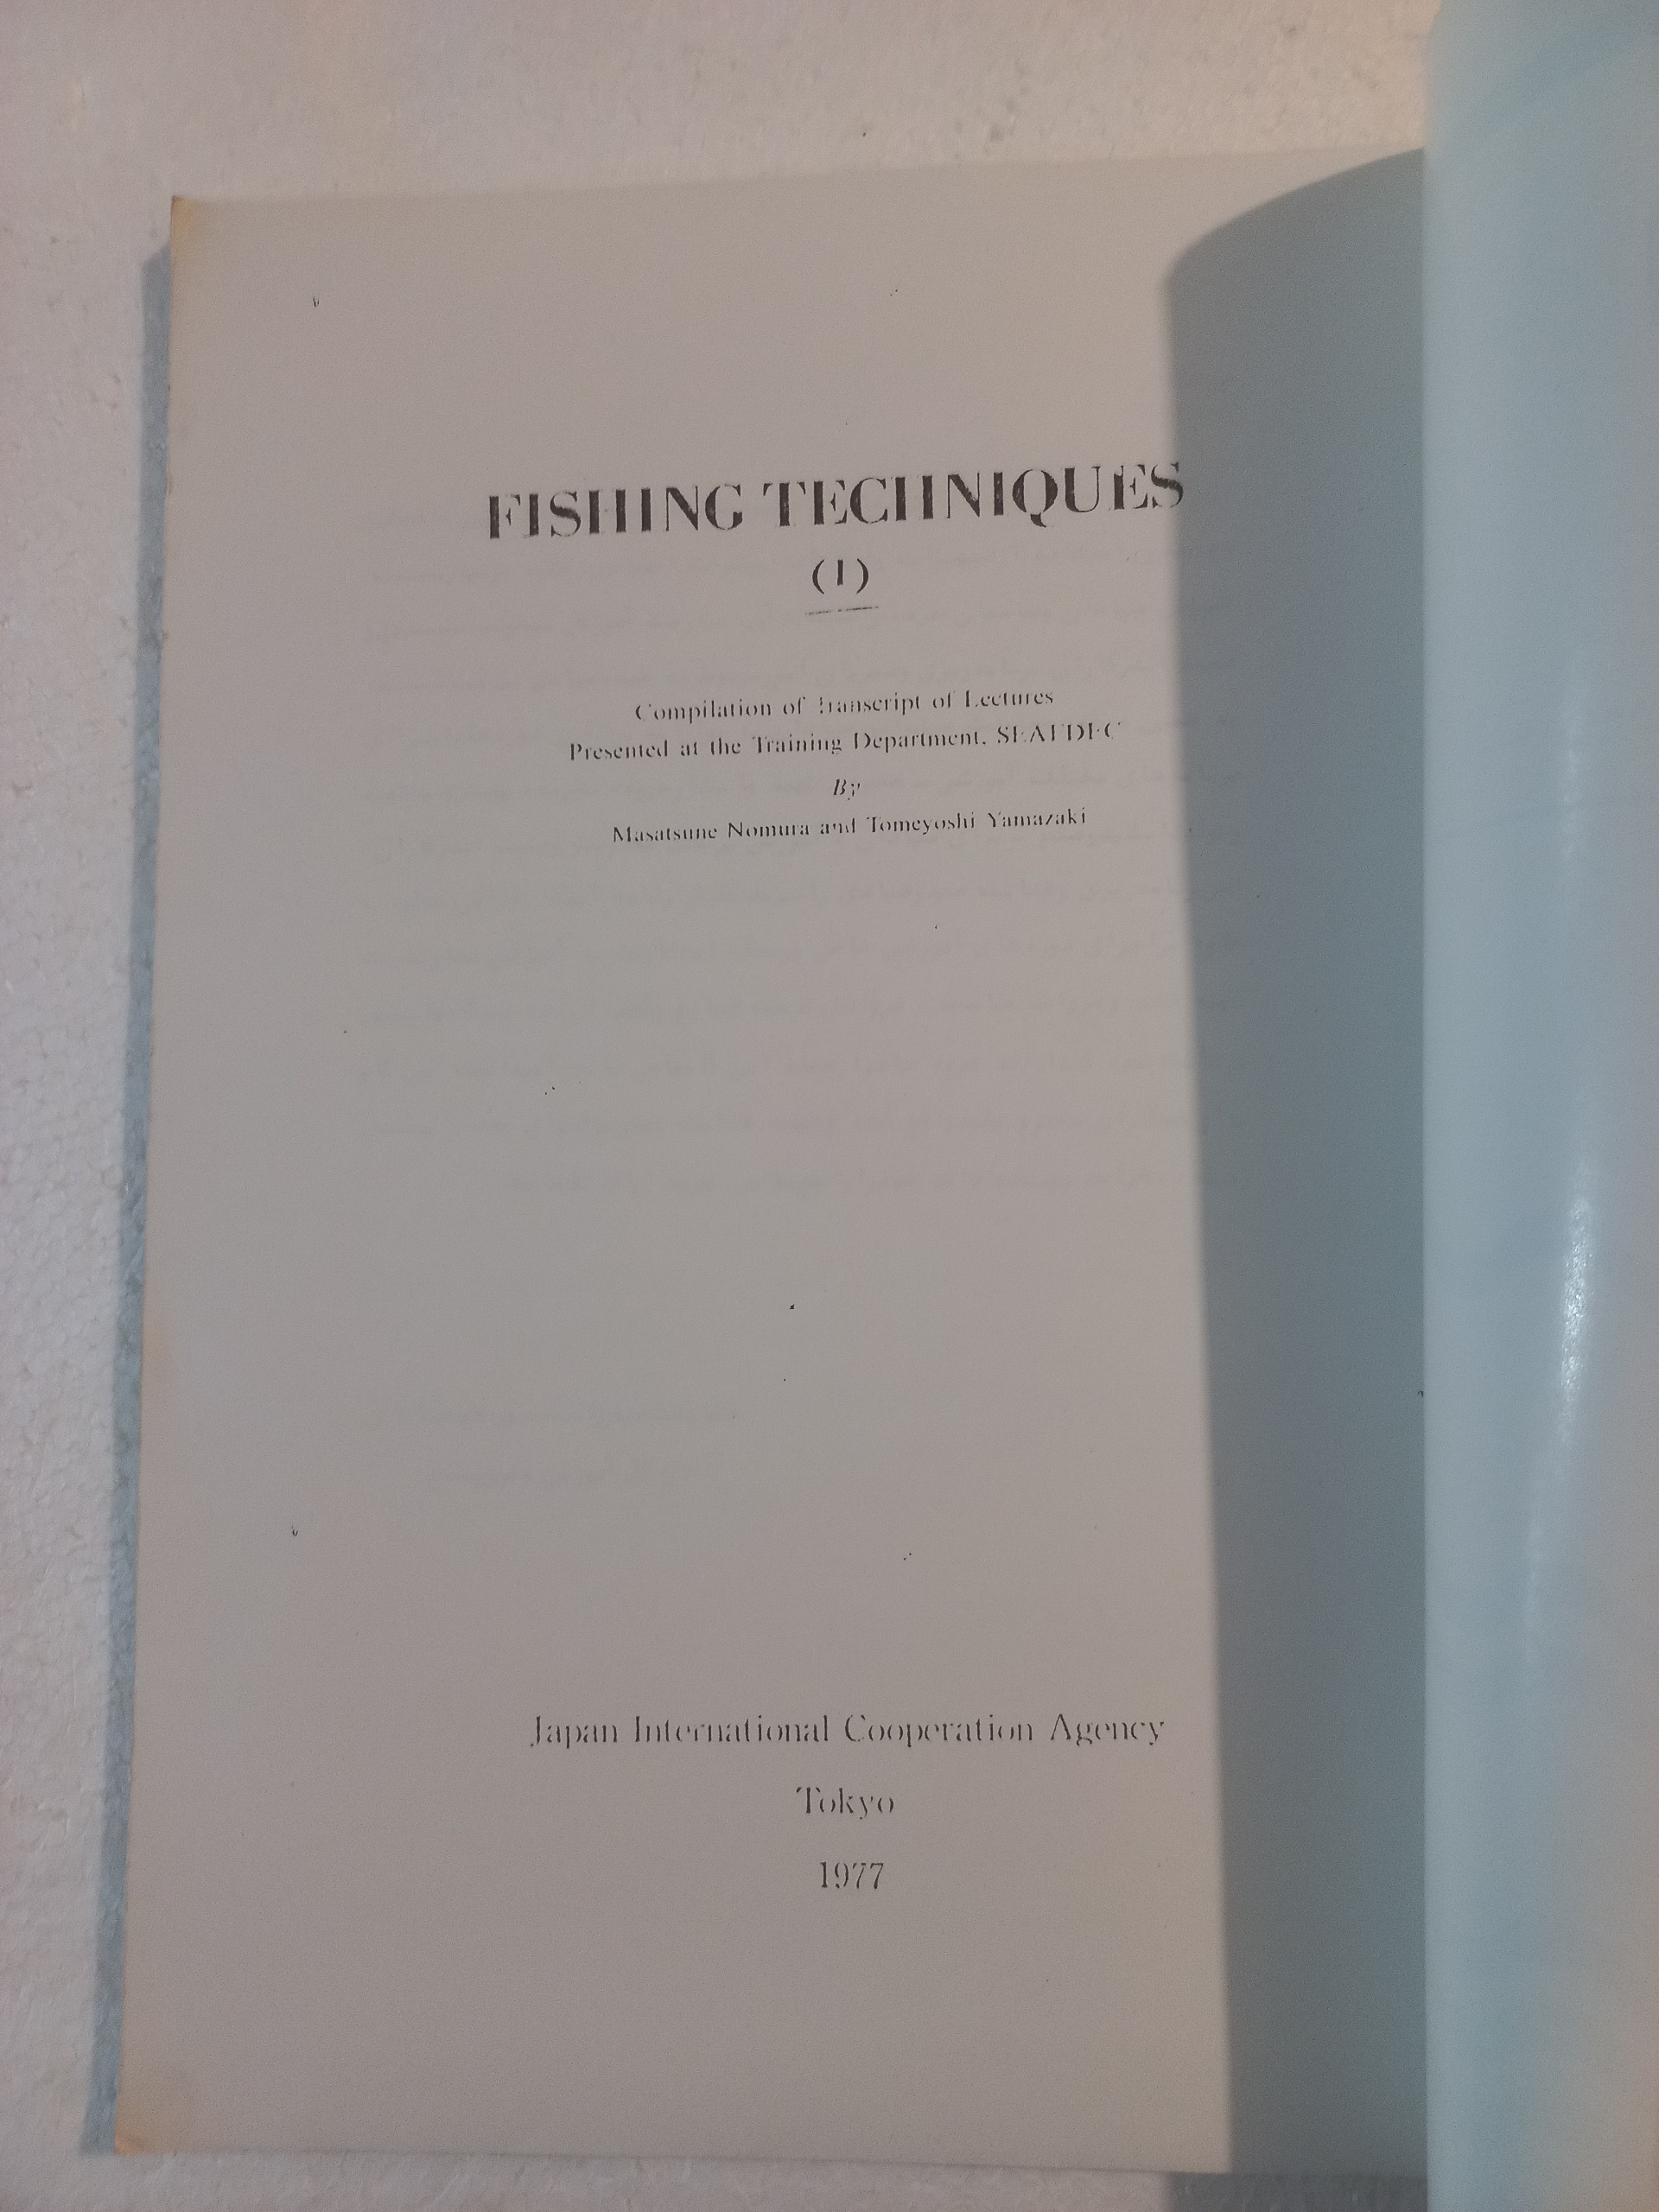 FISHING TECHNIQUES
(I)
Compilation of Transcript of Lectures
Presented at the Training Department, SEAFDEC
By
Masatsune Nomura and Tomeyoshi Yamazaki
Japan International Cooperation Agency
Tokyo
1977